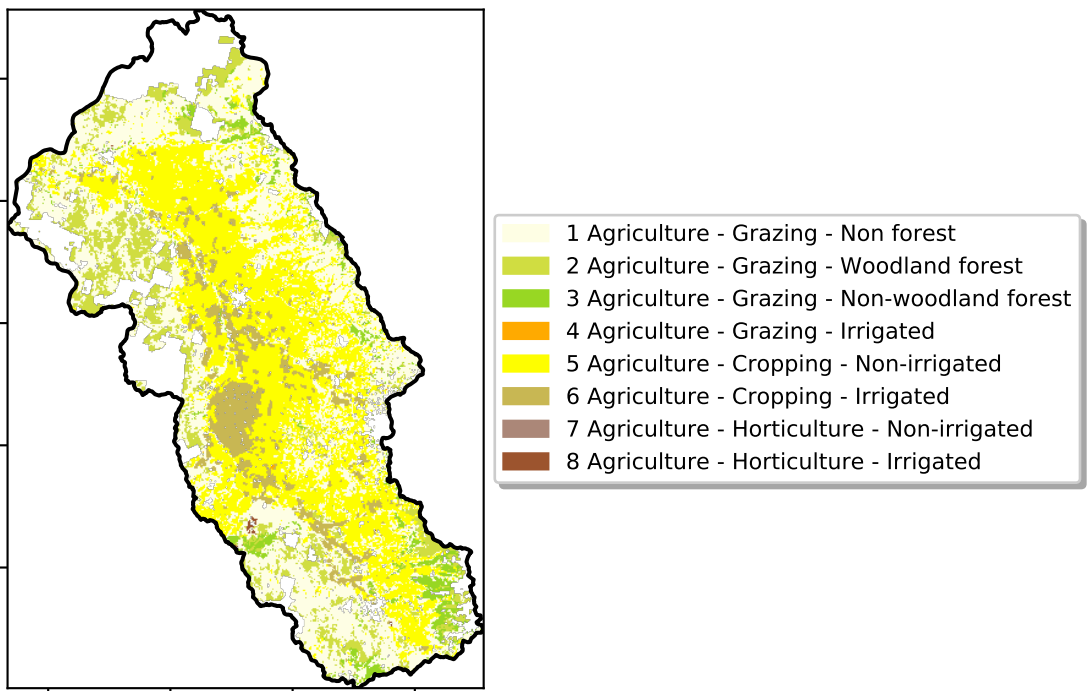 1 Agriculture - Grazing - Non forest
2 Agriculture - Grazing - Woodland forest
3 Agriculture - Grazing - Non-woodland forest
4 Agriculture - Grazing - Irrigated
5 Agriculture - Cropping - Non-irrigated
6 Agriculture - Cropping - Irrigated
7 Agriculture - Horticulture - Non-irrigated
8 Agriculture - Horticulture - Irrigated